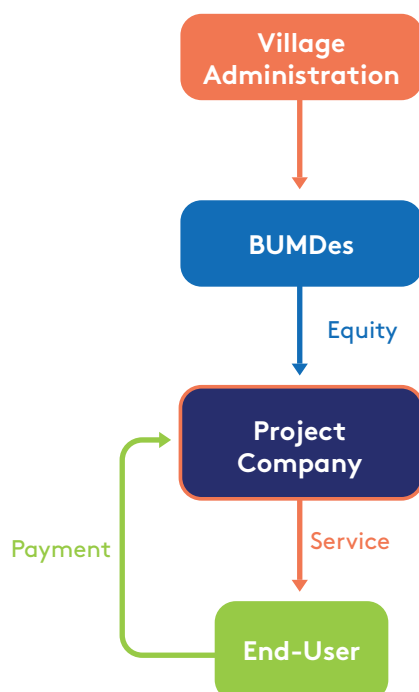 Village
Administration
BUMDes
Equity
Project
Company
Service
Payment
End-User